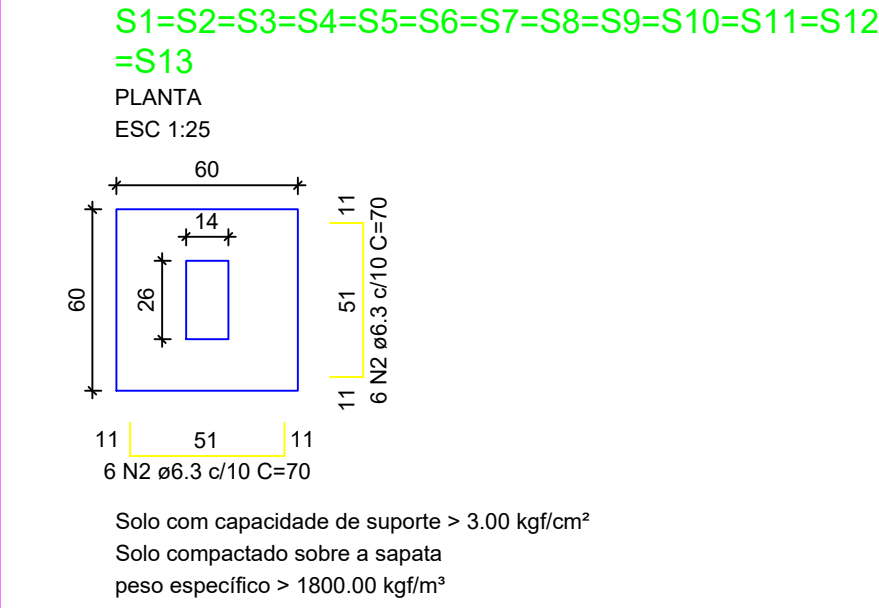 S1=S2=S3=S4=S5=S6=S7=S8=S9=S10=S11=S12
=S13
PLANTA
ESC 1:25
60
14
60
26
11
51
11
6 N2 ø6.3 c/10 C=70
11
51
11
6 N2 ø6.3 c/10 C=70
Solo com capacidade de suporte > 3.00 kgf/cm²
Solo compactado sobre a sapata
peso específico > 1800.00 kgf/m³